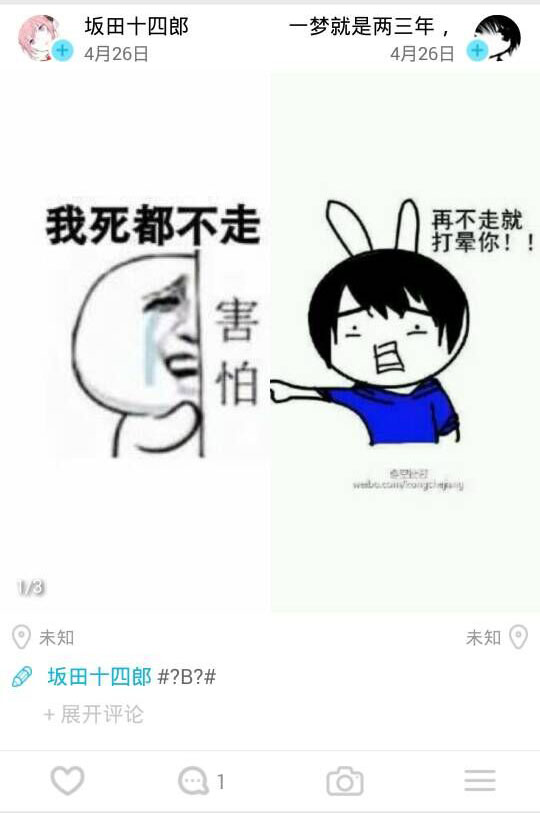 坂田十四郎
4月26日
一梦就是两三年，
4月26日
我死都不走
害
怕
再不走就
打晕你！！
1/3
未知
未知
坂田十四郎 #?B?#
+ 展开评论
1